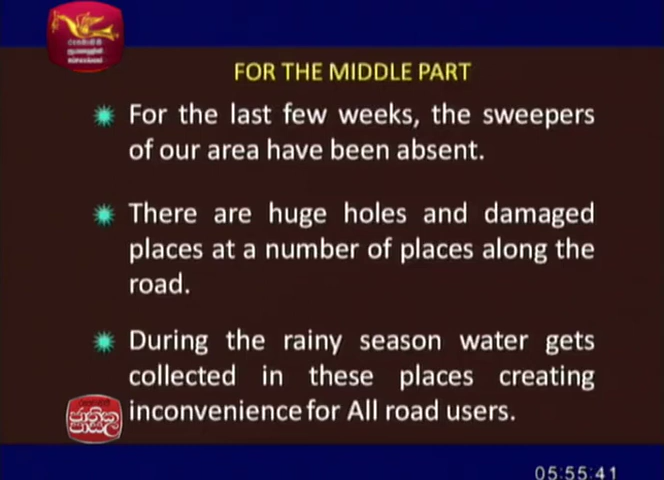 FOR THE MIDDLE PART
For the last few weeks, the sweepers
of our area have been absent.
There are huge holes and damaged
places at a number of places along the
road.
During the rainy season water gets
collected in these places creating
inconvenience for All road users.
ජාතික
පාසල
05:55:41